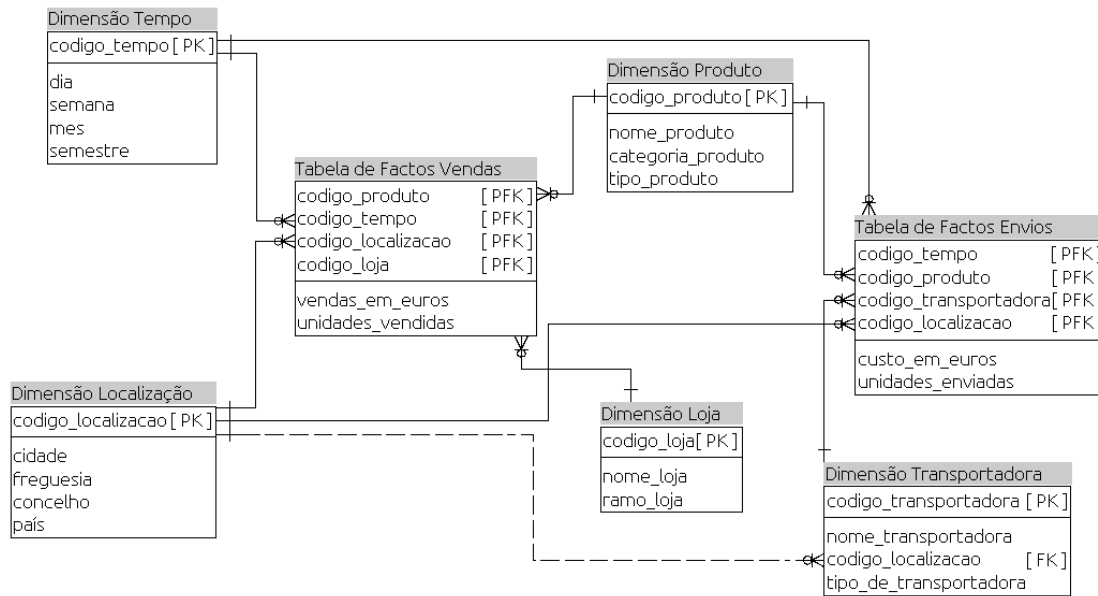 Dimensão Tempo
codigo_tempo [ PK]
dia
semana
mes
semestre
Dimensão Produto
codigo_produto[ PK]
nome_produto
categoria_produto
tipo_produto
Tabela de Factos Vendas
codigo_produto [ PFK]
codigo_tempo [ PFK]
codigo_localizacao [ PFK]
codigo_loja [ PFK]
vendas_em_euros
unidades_vendidas
Tabela de Factos Envios
codigo_tempo [ PFK]
codigo_produto [ PFK]
codigo_transportadora[ PFK]
codigo_localizacao [ PFK]
custo_em_euros
unidades_enviadas
Dimensão Localização
codigo_localizacao [ PK]
cidade
freguesia
concelho
país
Dimensão Loja
codigo_loja[ PK]
nome_loja
ramo_loja
Dimensão Transportadora
codigo_transportadora [ PK]
nome_transportadora
codigo_localizacao [ FK]
tipo_de_transportadora